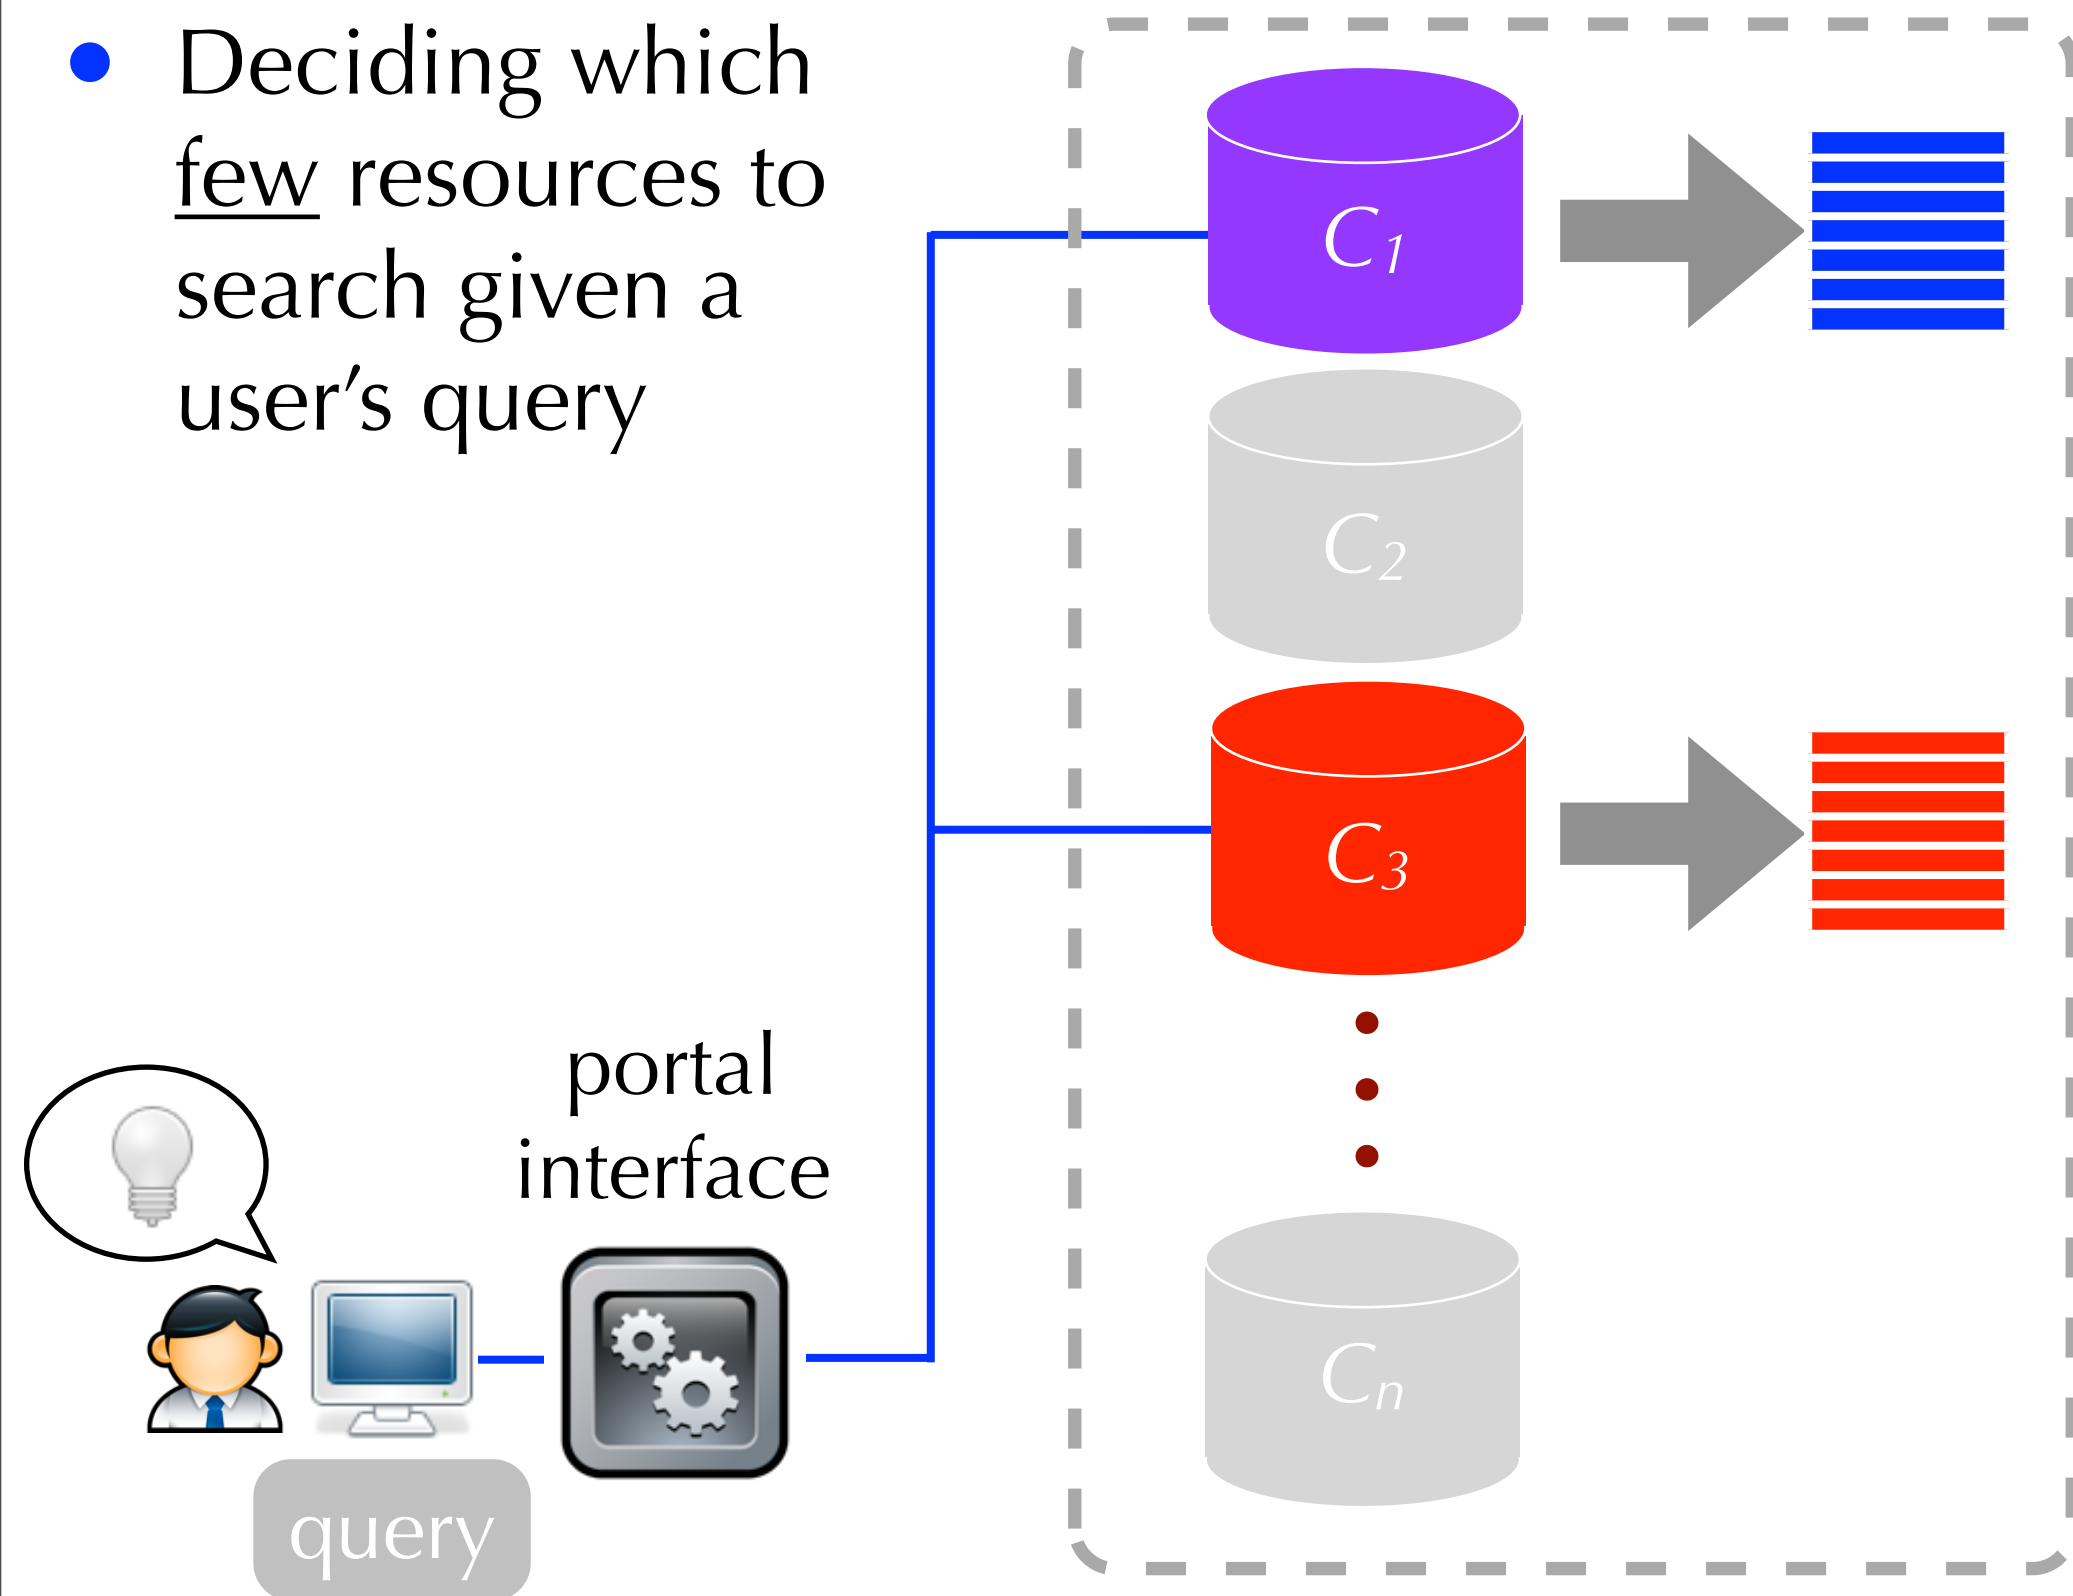 • Deciding which
few resources to
search given a
user’s query
C1
C2
C3
Cn
portal
interface
query